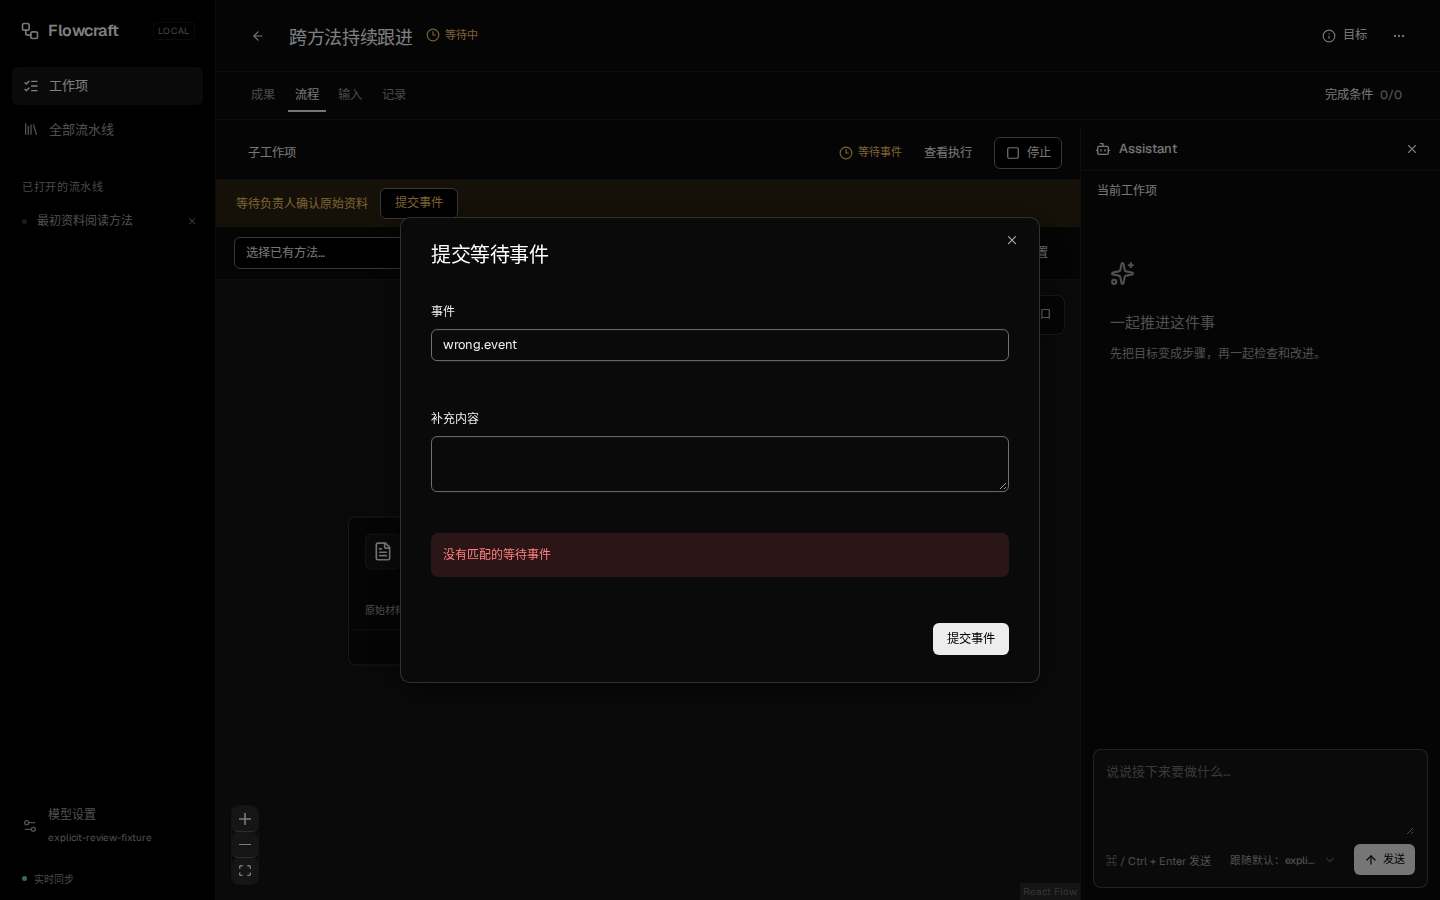 Flowcraft
LOCAL
工作项
全部流水线
已打开的流水线
最初资料阅读方法
模型设置
explicit-review-fixture
实时同步
跨方法持续跟进
等待中
目标
成果
流程
输入
记录
完成条件 0/0
子工作项
等待事件
查看执行
停止
等待负责人确认原始资料
提交事件
选择已有方法...
置
口
原始材料
提交等待事件
事件
wrong.event
补充内容
没有匹配的等待事件
提交事件
React Flow
Assistant
当前工作项
一起推进这件事
先把目标变成步骤，再一起检查和改进。
说说接下来要做什么...
⌘ / Ctrl + Enter 发送
跟随默认：expli...
发送